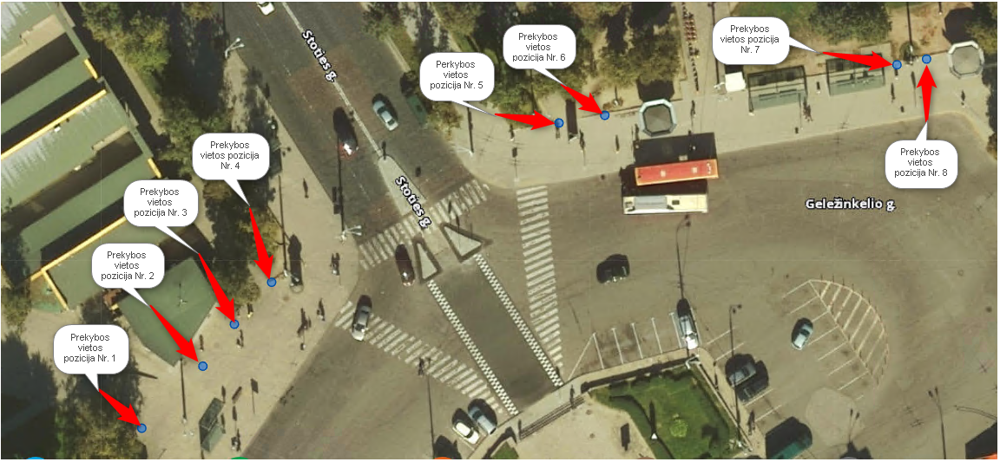 Stoties g.
Prekybos
vietos
pozicija Nr. 6
Prekybos
vietos pozicija
Nr. 7
Perkybos
vietos
pozicija Nr. 5
Prekybos
vietos pozicija
Nr. 4
Prekybos
vietos
pozicija Nr. 8
Prekybos
vietos
pozicija Nr. 3
Stoties g.
Geležinkelio g.
Prekybos
vietos
pozicija Nr. 2
Prekybos
vietos
pozicija Nr. 1